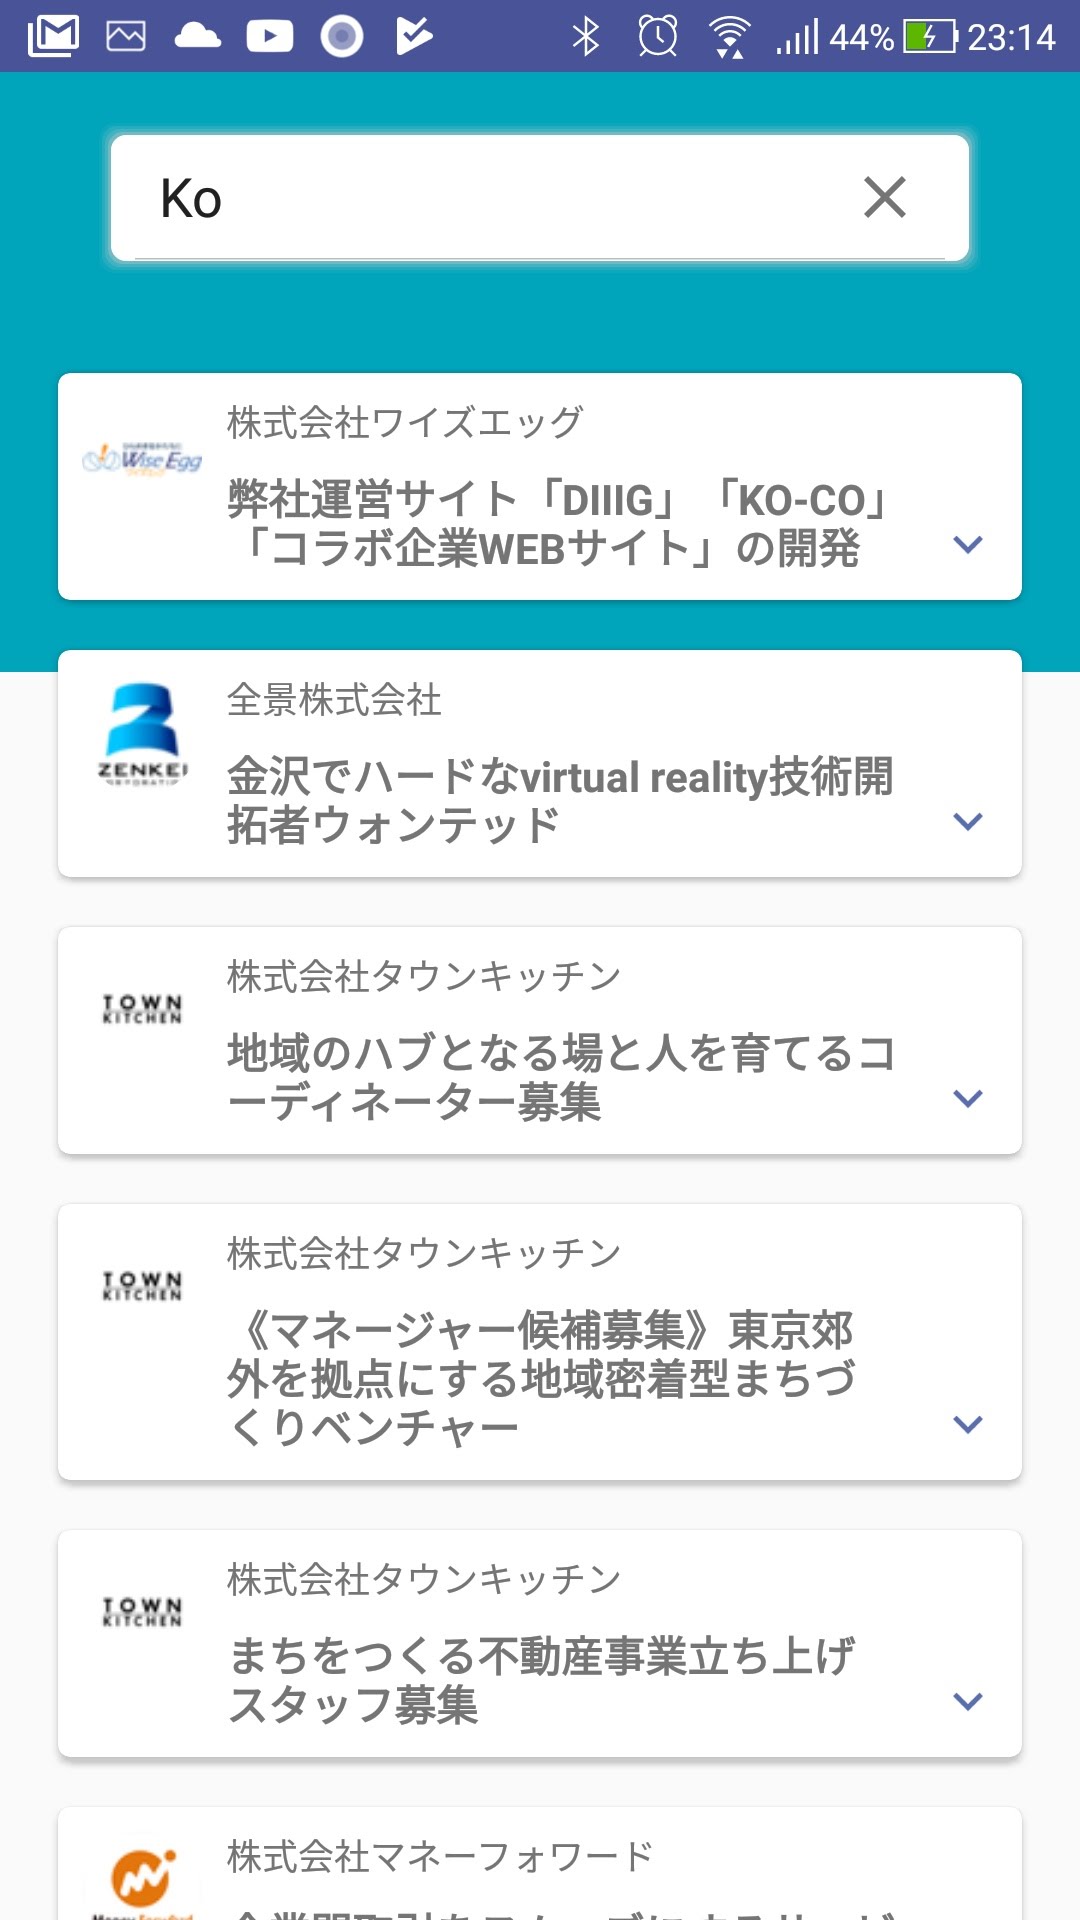 44% 23:14
Ko
株式会社ワイズエッグ
Wise Egg
弊社運営サイト「DIIIG」「KO-CO」
「コラボ企業WEBサイト」の開発
全景株式会社
ZENKEI
金沢でハードなvirtual reality技術開
拓者ウォンテッド
株式会社タウンキッチン
TOWN
KITCHEN
地域のハブとなる場と人を育てるコ
ーディネーター募集
株式会社タウンキッチン
TOWN
KITCHEN
《マネージャー候補募集》東京郊
外を拠点にする地域密着型まちづ
くりベンチャー
株式会社タウンキッチン
TOWN
KITCHEN
まちをつくる不動産事業立ち上げ
スタッフ募集
株式会社マネーフォワード